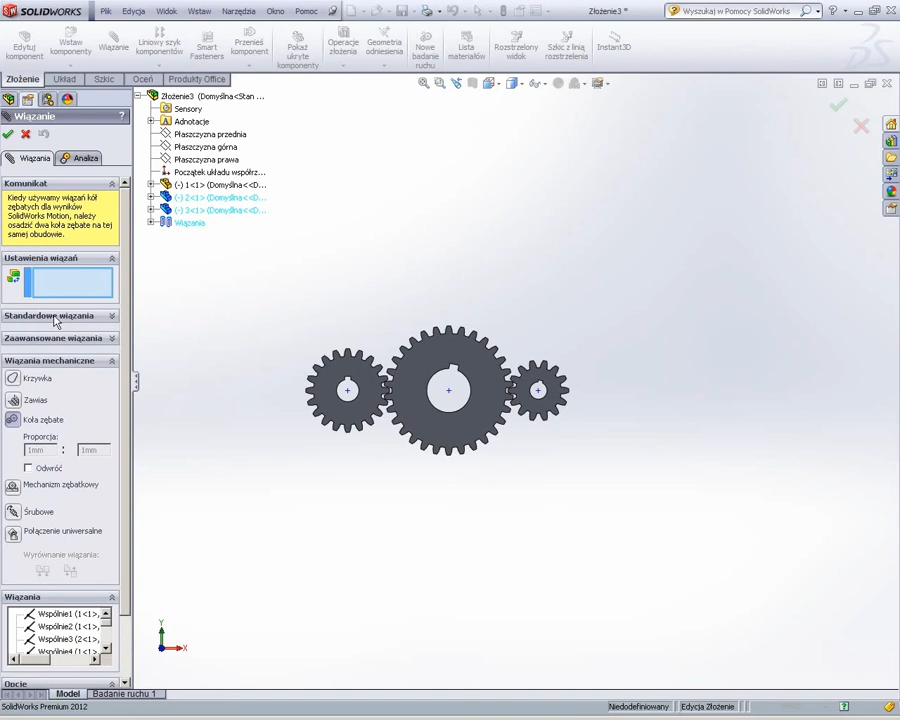 SOLIDWORKS
Plik Edycja Widok Wstaw Narzędzia Okno Pomoc
Złożenie3 *
Wyszukaj w Pomocy SolidWorks
Edytuj komponent
Wstaw komponenty
Wiązanie
Liniowy szyk komponentów
Smart Fasteners
Przenieś komponent
Pokaż ukryte komponenty
Operacje złożenia
Geometria odniesienia
Nowe badanie ruchu
Lista materiałów
Rozstrzelony widok
Szkic z linią rozstrzelenia
Instant3D
Złożenie Układ Szkic Oceń Produkty Office
Wiązanie ?
Wiązania Analiza
Komunikat
Kiedy używamy wiązań kół
zębatych dla wyników
SolidWorks Motion, należy
osadzić dwa koła zębate na tej
samej obudowie.
Ustawienia wiązań
Standardowe wiązania
Zaawansowane wiązania
Wiązania mechaniczne
Krzywka
Zawias
Koła zębate
Proporcja:
1mm : 1mm
Odwróć
Mechanizm zębatkowy
Śrubowe
Połączenie uniwersalne
Wyrównanie wiązania:
Wiązania
Wspólnie1 (1<1>,
Wspólnie2 (1<1>,
Wspólnie3 (2<1>,
Wspólnie4 (1<1>,
Opcje
Złożenie3 (Domyślna<Stan ...
Sensory
Adnotacje
Płaszczyzna przednia
Płaszczyzna górna
Płaszczyzna prawa
Początek układu współrz...
(-) 1<1> (Domyślna<<D...
(-) 2<1> (Domyślna<<D...
(-) 3<1> (Domyślna<<D...
Wiązania
Y
X
Model Badanie ruchu 1
SolidWorks Premium 2012
Niedodefiniowany Edycja Złożenie